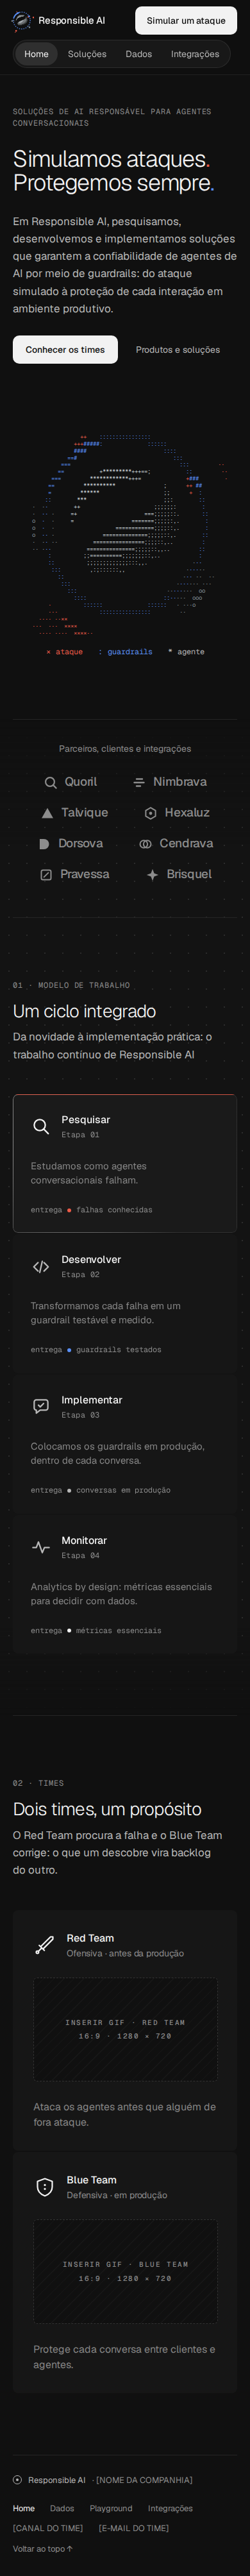 Responsible AI
Simular um ataque
Home
Soluções
Dados
Integrações
SOLUÇÕES DE AI RESPONSÁVEL PARA AGENTES
CONVERSACIONAIS
Simulamos ataques.
Protegemos sempre.
Em Responsible AI, pesquisamos,
desenvolvemos e implementamos soluções
que garantem a confiabilidade de agentes de
AI por meio de guardrails: do ataque
simulado à proteção de cada interação em
ambiente produtivo.
Conhecer os times
Produtos e soluções
× ataque : guardrails * agente
Parceiros, clientes e integrações
Quoril
Nimbrava
Talvique
Hexaluz
Dorsova
Cendrava
Pravessa
Brisquel
01 · MODELO DE TRABALHO
Um ciclo integrado
Da novidade à implementação prática: o
trabalho contínuo de Responsible AI
Pesquisar
Etapa 01
Estudamos como agentes
conversacionais falham.
entrega ● falhas conhecidas
Desenvolver
Etapa 02
Transformamos cada falha em um
guardrail testável e medido.
entrega ● guardrails testados
Implementar
Etapa 03
Colocamos os guardrails em produção,
dentro de cada conversa.
entrega ● conversas em produção
Monitorar
Etapa 04
Analytics by design: métricas essenciais
para decidir com dados.
entrega ● métricas essenciais
02 · TIMES
Dois times, um propósito
O Red Team procura a falha e o Blue Team
corrige: o que um descobre vira backlog
do outro.
Red Team
Ofensiva · antes da produção
INSERIR GIF · RED TEAM
16:9 · 1280 × 720
Ataca os agentes antes que alguém de
fora ataque.
Blue Team
Defensiva · em produção
INSERIR GIF · BLUE TEAM
16:9 · 1280 × 720
Protege cada conversa entre clientes e
agentes.
Responsible AI · [NOME DA COMPANHIA]
Home Dados Playground Integrações
[CANAL DO TIME] [E-MAIL DO TIME]
Voltar ao topo ↑